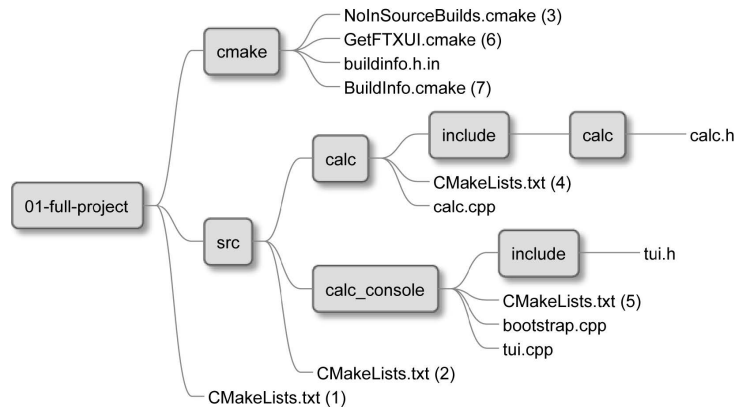 NoInSourceBuilds.cmake (3)
GetFTXUI.cmake (6)
cmake
buildinfo.h.in
BuildInfo.cmake (7)
include
calc
calc.h
calc
CMakeLists.txt (4)
calc.cpp
01-full-project
src
include
tui.h
calc_console
CMakeLists.txt (5)
bootstrap.cpp
tui.cpp
CMakeLists.txt (2)
CMakeLists.txt (1)